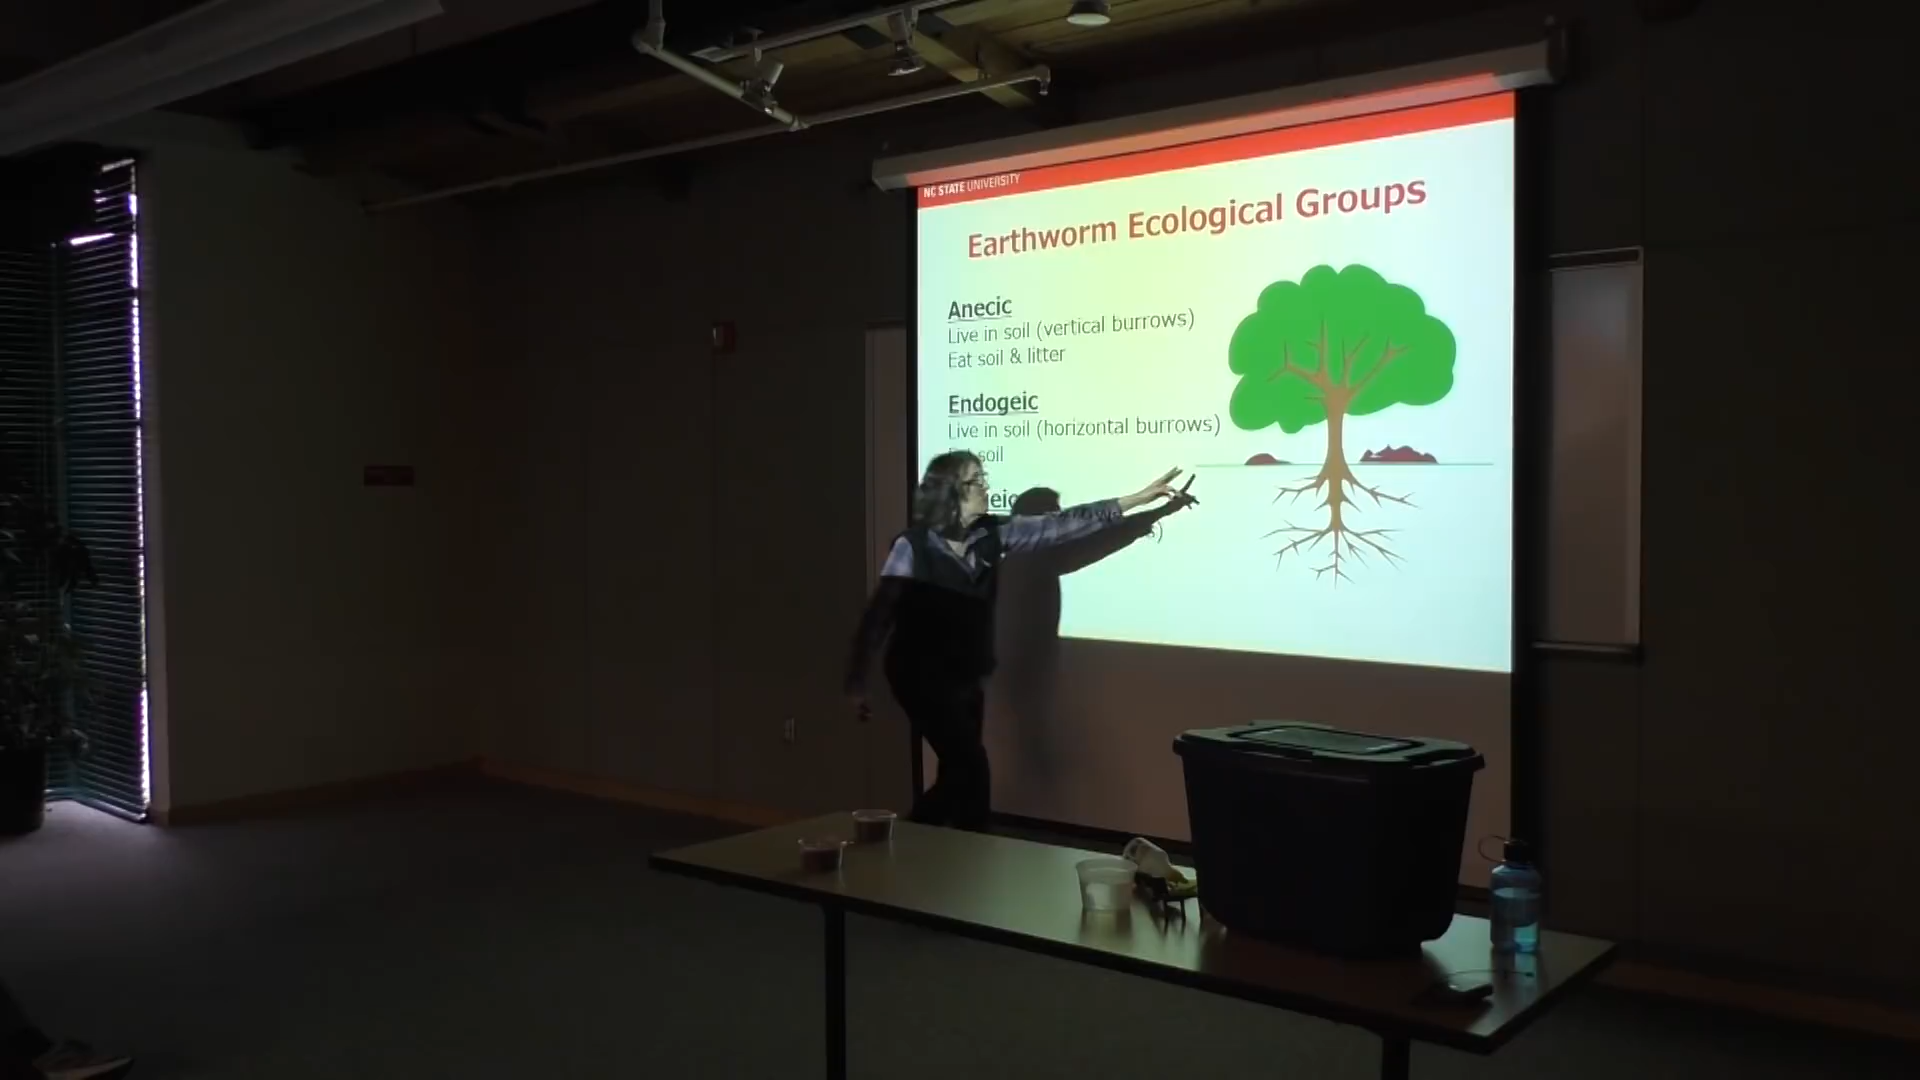 NC STATE UNIVERSITY
Earthworm Ecological Groups
Anecic
Live in soil (vertical burrows)
Eat soil & litter
Endogeic
Live in soil (horizontal burrows)
soil